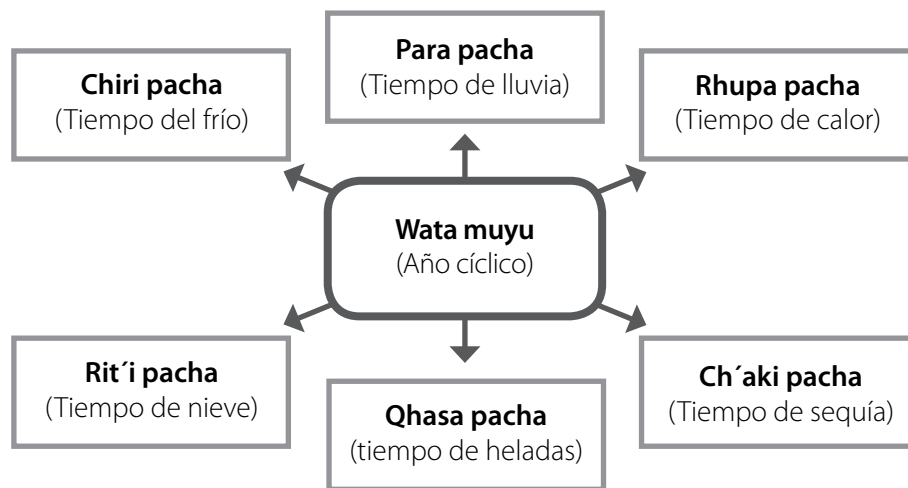 Para pacha
(Tiempo de lluvia)
Chiri pacha
(Tiempo del frío)
Rhupa pacha
(Tiempo de calor)
Wata muyu
(Año cíclico)
Rit´i pacha
(Tiempo de nieve)
Qhasa pacha
(tiempo de heladas)
Ch´aki pacha
(Tiempo de sequía)